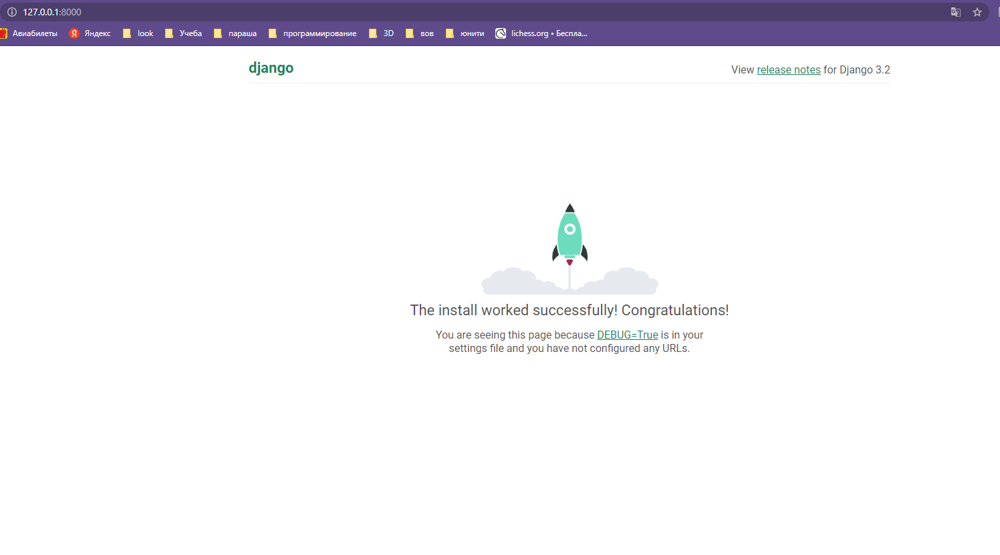 127.0.0.1:8000
Авиабилеты Яндекс look Учеба параша программирование 3D вов юнити lichess.org • Беспла...
django View release notes for Django 3.2
The install worked successfully! Congratulations!
You are seeing this page because DEBUG=True is in your
settings file and you have not configured any URLs.